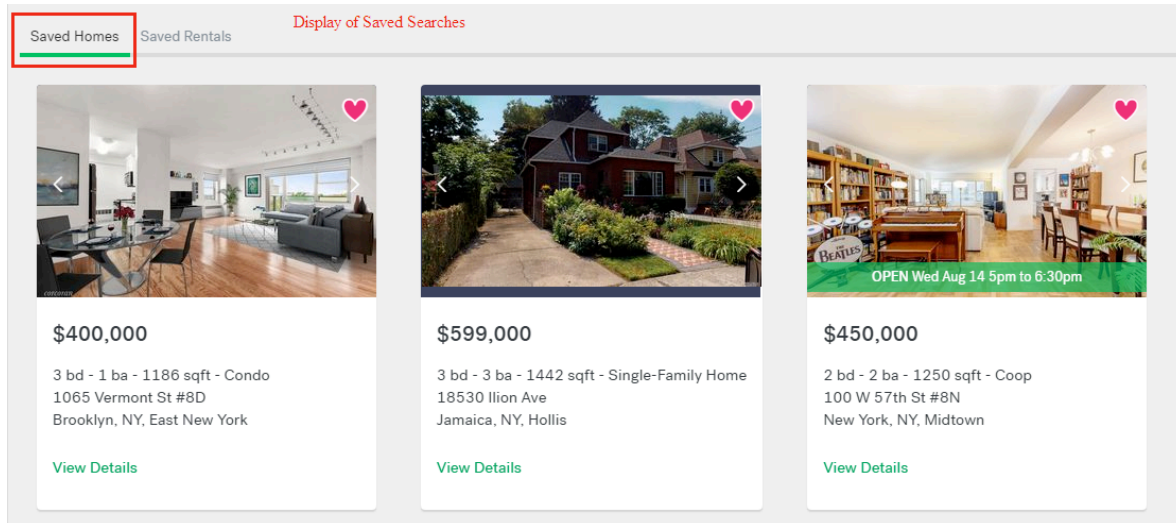 Display of Saved Searches
Saved Homes Saved Rentals
corcoran
THE
BEATLES
OPEN Wed Aug 14 5pm to 6:30pm
$400,000
3 bd - 1 ba - 1186 sqft - Condo
1065 Vermont St #8D
Brooklyn, NY, East New York
View Details
$599,000
3 bd - 3 ba - 1442 sqft - Single-Family Home
18530 Ilion Ave
Jamaica, NY, Hollis
View Details
$450,000
2 bd - 2 ba - 1250 sqft - Coop
100 W 57th St #8N
New York, NY, Midtown
View Details